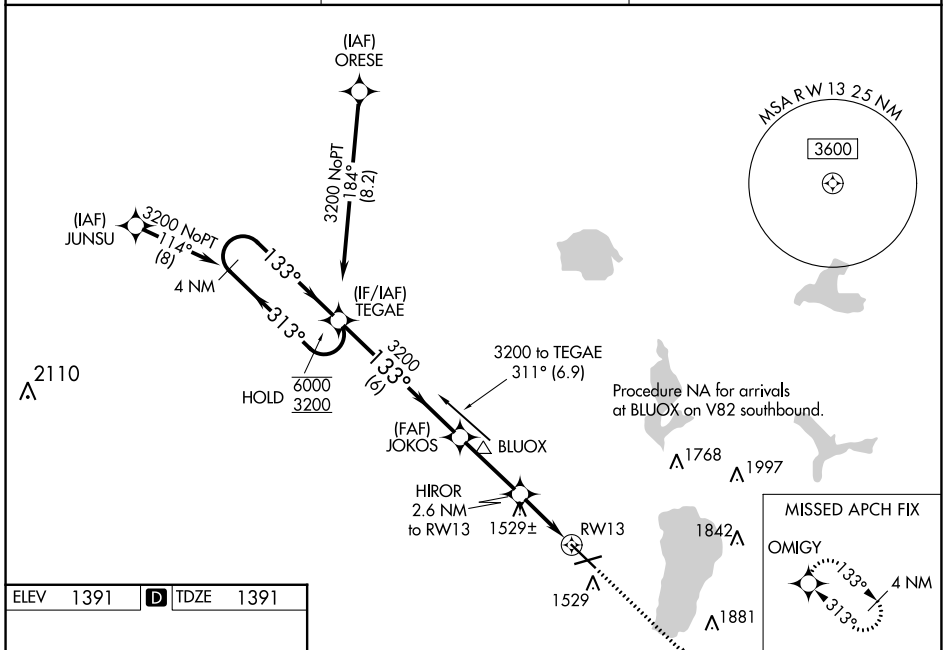 (IAF)
ORESE
MSA RW 13 25 NM
3600
3200 NoPT
184°
(8.2)
(IAF)
JUNSU
3200 NoPT
114°
(8)
4 NM
133°
313°
(IF/IAF)
TEGAE
HOLD
6000
3200
3200
133°
(6)
3200 to TEGAE
311° (6.9)
2110
Procedure NA for arrivals
at BLUOX on V82 southbound.
(FAF)
JOKOS
BLUOX
1768
1997
HIROR
2.6 NM
to RW13
1529±
RW13
1842
1529
1881
MISSED APCH FIX
OMIGY
133°
313°
4 NM
ELEV 1391 D TDZE 1391